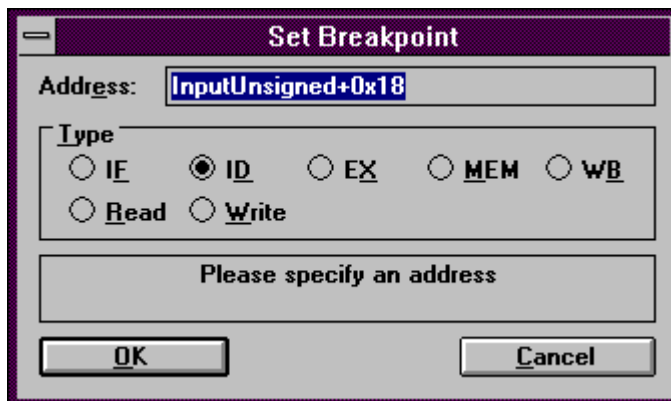 Set Breakpoint
Address: InputUnsigned+0x18
Type
IF ID EX MEM WB
Read Write
Please specify an address
OK Cancel